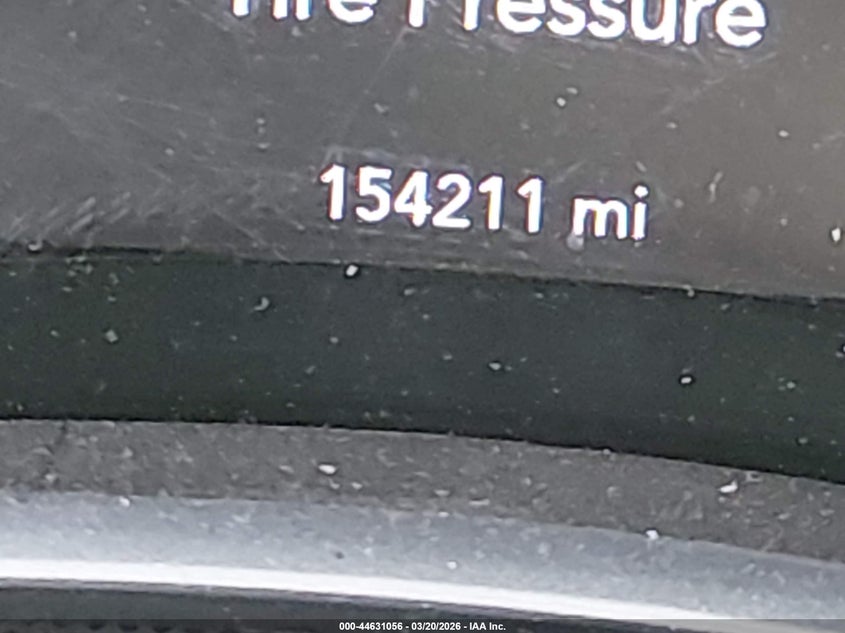 Tire Pressure
154211 mi
000-44631056 - 03/20/2026 - IAA Inc.